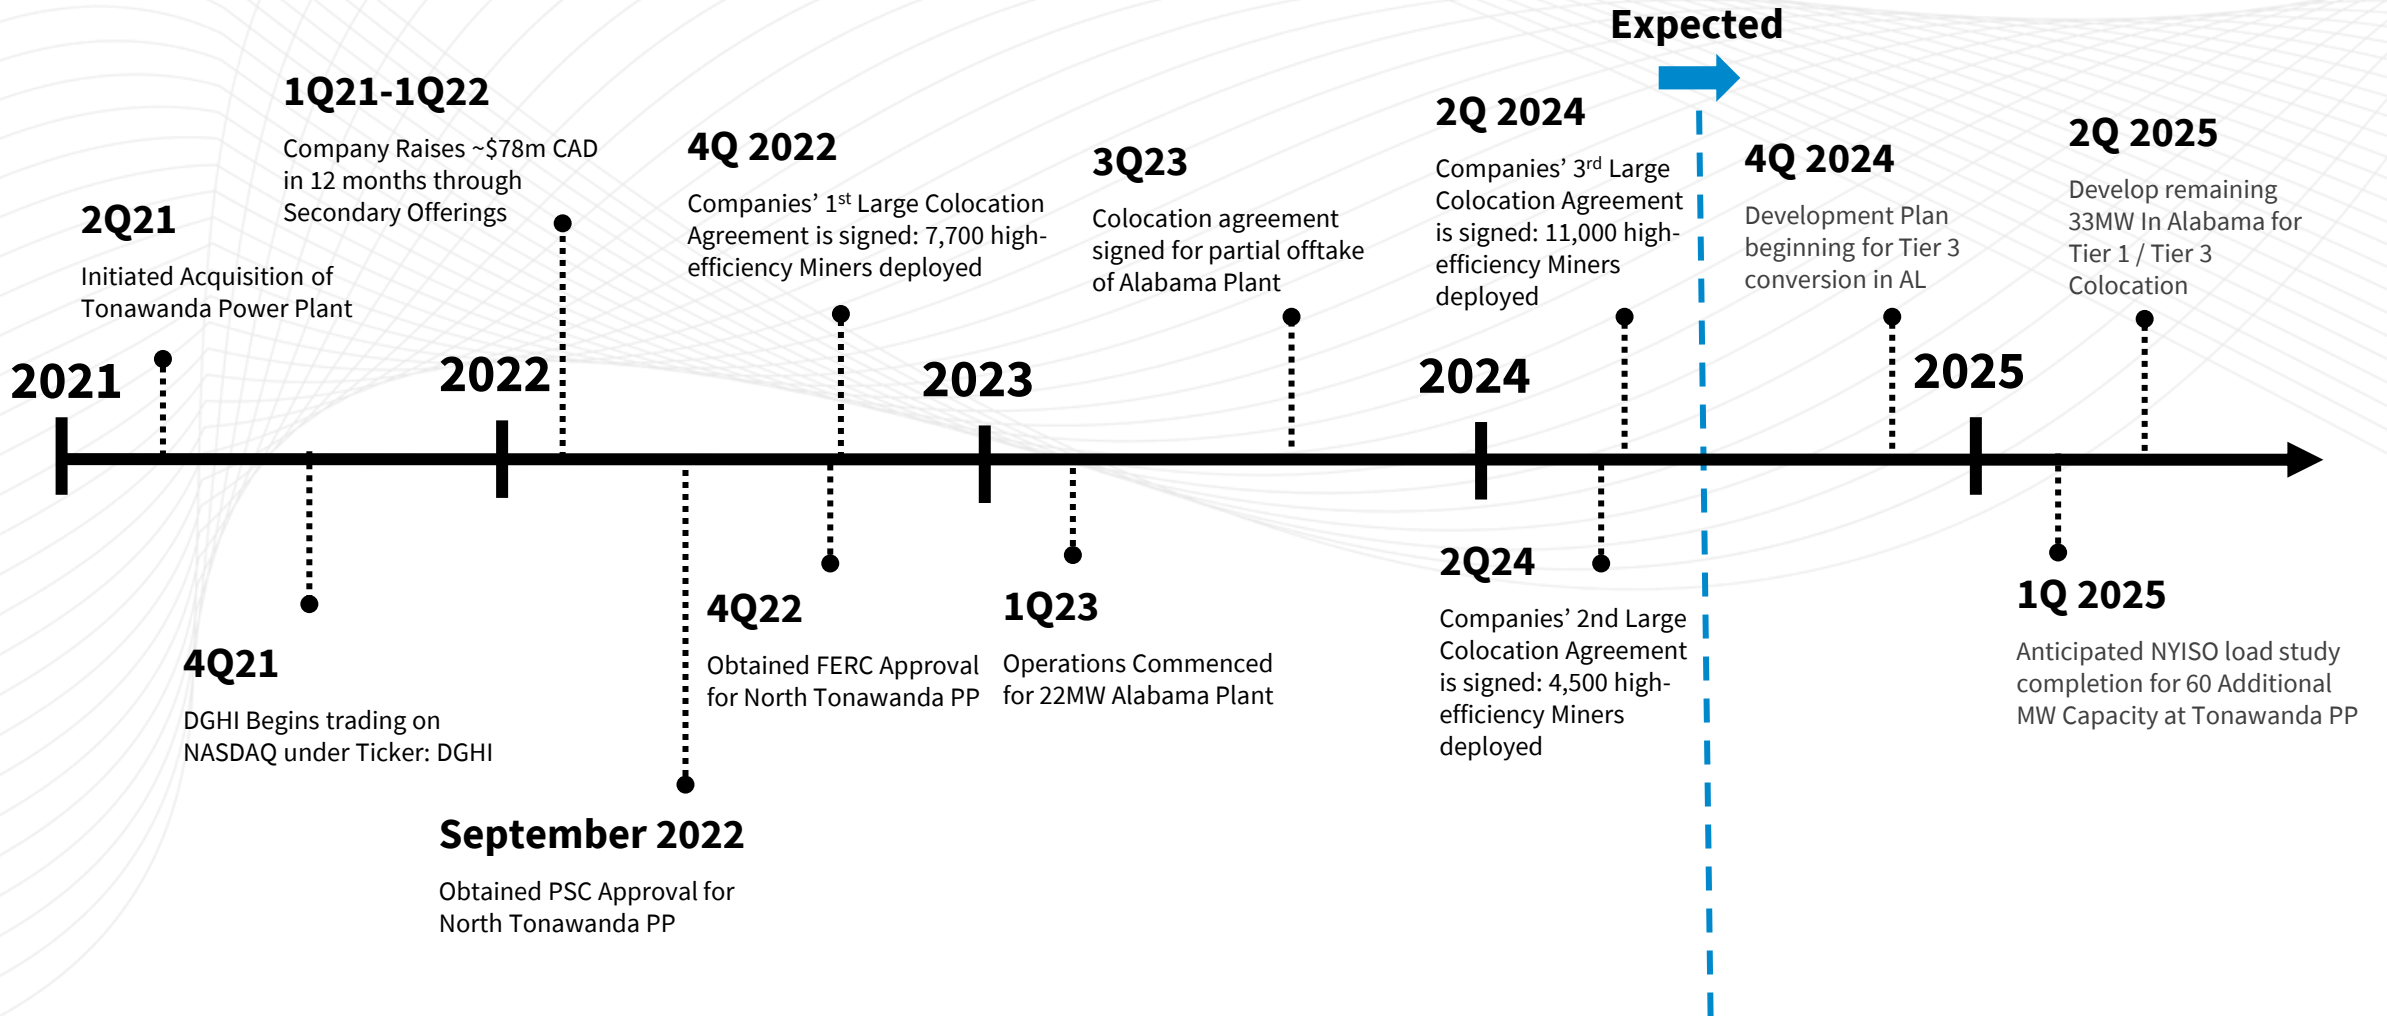 Expected
1Q21-1Q22
Company Raises ~$78m CAD
in 12 months through
Secondary Offerings
2Q21
Initiated Acquisition of
Tonawanda Power Plant
4Q 2022
Companies’ 1st Large Colocation
Agreement is signed: 7,700 high-
efficiency Miners deployed
3Q23
Colocation agreement
signed for partial offtake
of Alabama Plant
2Q 2024
Companies’ 3rd Large
Colocation Agreement
is signed: 11,000 high-
efficiency Miners
deployed
4Q 2024
Development Plan
beginning for Tier 3
conversion in AL
2Q 2025
Develop remaining
33MW In Alabama for
Tier 1 / Tier 3
Colocation
2021
2022
2023
2024
2025
4Q21
DGHI Begins trading on
NASDAQ under Ticker: DGHI
September 2022
Obtained PSC Approval for
North Tonawanda PP
4Q22
Obtained FERC Approval
for North Tonawanda PP
1Q23
Operations Commenced
for 22MW Alabama Plant
2Q24
Companies’ 2nd Large
Colocation Agreement
is signed: 4,500 high-
efficiency Miners
deployed
1Q 2025
Anticipated NYISO load study
completion for 60 Additional
MW Capacity at Tonawanda PP